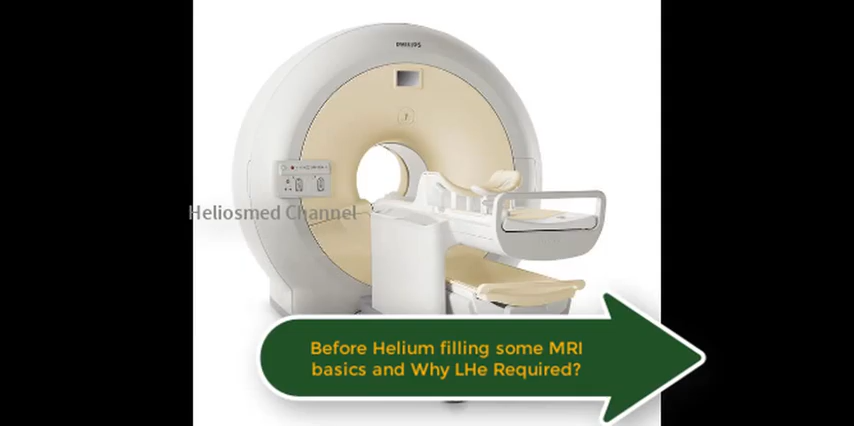 PHILIPS
Heliosmed Channel
Before Helium filling some MRI
basics and Why LHe Required?